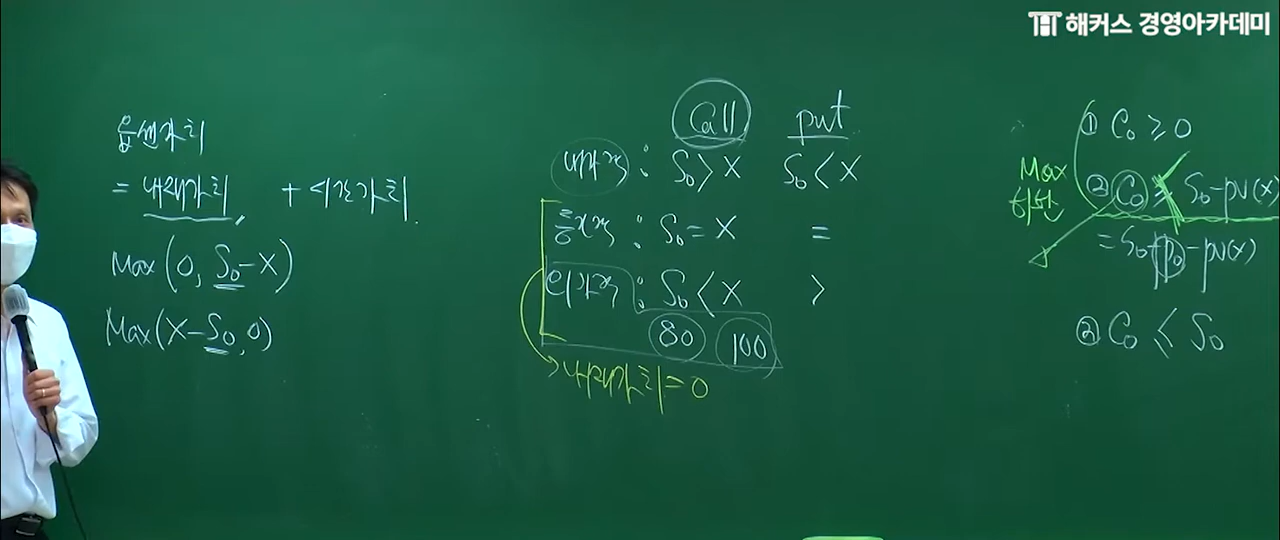 해커스 경영아카데미
옵션가치
= 내재가치 + 시간가치
Max(0, S₀-X)
Max(X-S₀, 0)
Call put
내가격 : S₀ > X S₀ < X
등가격 : S₀ = X =
외가격 : S₀ < X >
80 100
내재가치 = 0
① C₀ ≥ 0
Max
하한
② C₀ ≥ S₀-pv(X)
= S₀-p₀-pv(X)
② C₀ ≤ S₀